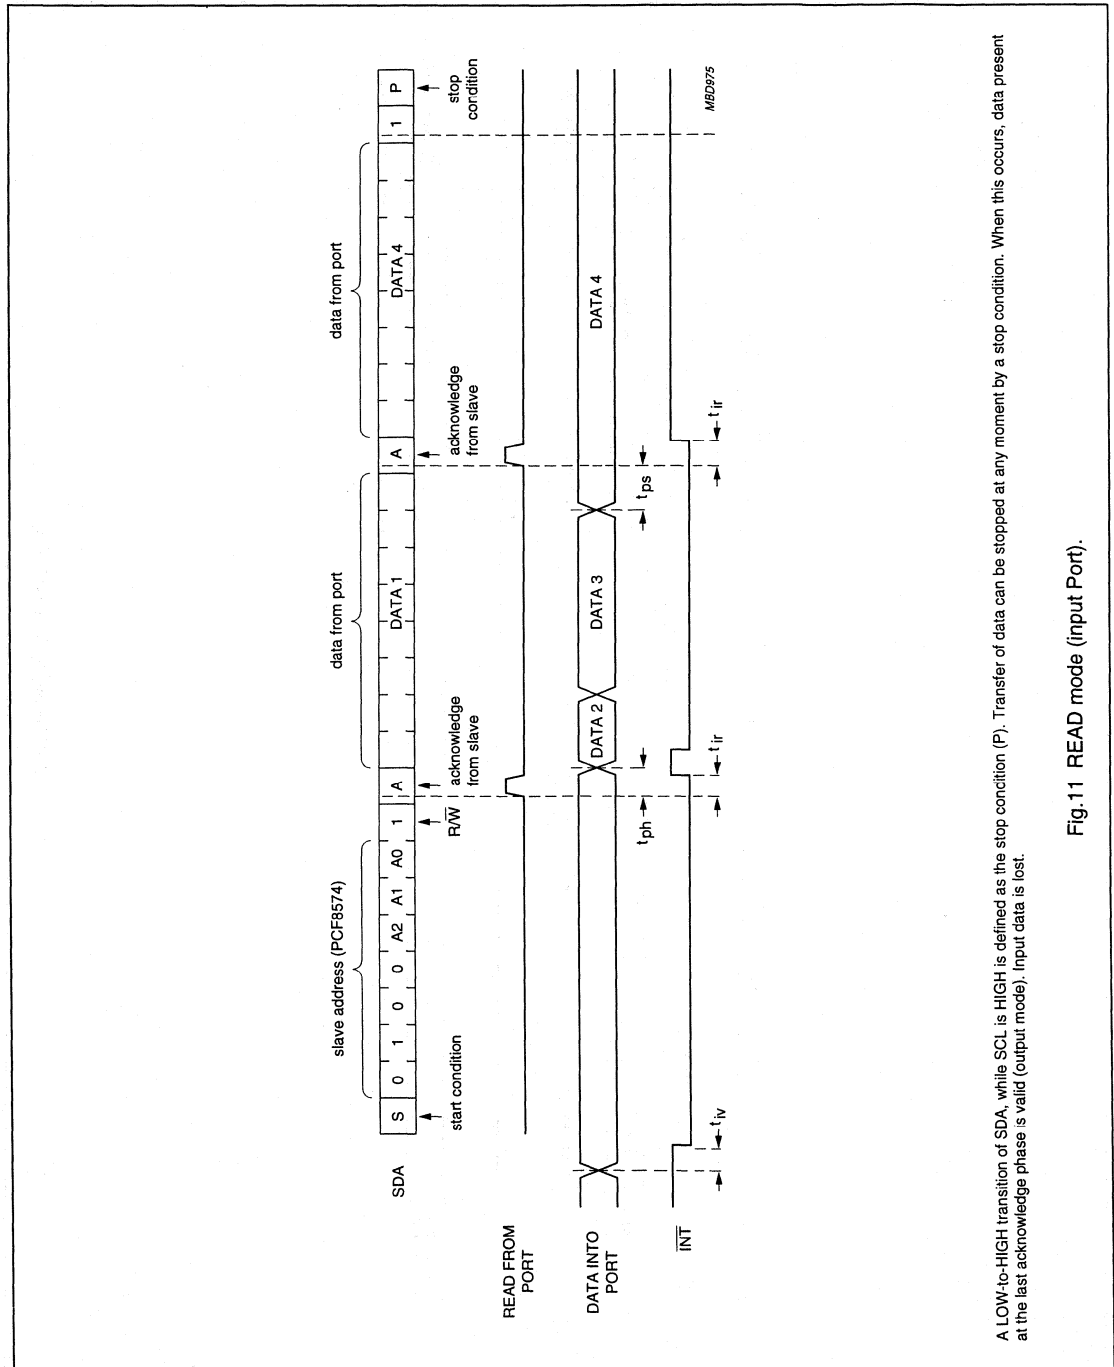 slave address (PCF8574)
data from port
data from port
SDA
S 0 1 0 0 A2 A1 A0 1 A DATA 1 A DATA 4 1 P
start condition
R/W
acknowledge
from slave
acknowledge
from slave
stop
condition
READ FROM
PORT
DATA INTO
PORT
DATA 2
DATA 3
DATA 4
tph
tps
INT
tiv
tir
tir
MBD975
A LOW-to-HIGH transition of SDA, while SCL is HIGH is defined as the stop condition (P). Transfer of data can be stopped at any moment by a stop condition. When this occurs, data present
at the last acknowledge phase is valid (output mode). Input data is lost.
Fig.11 READ mode (input Port).